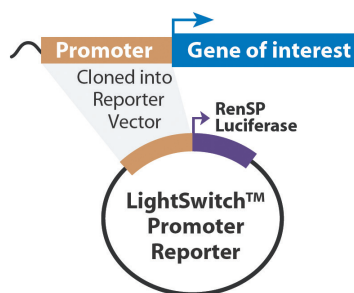 Promoter
Gene of interest
Cloned into
Reporter
Vector
RenSP
Luciferase
LightSwitch™
Promoter
Reporter